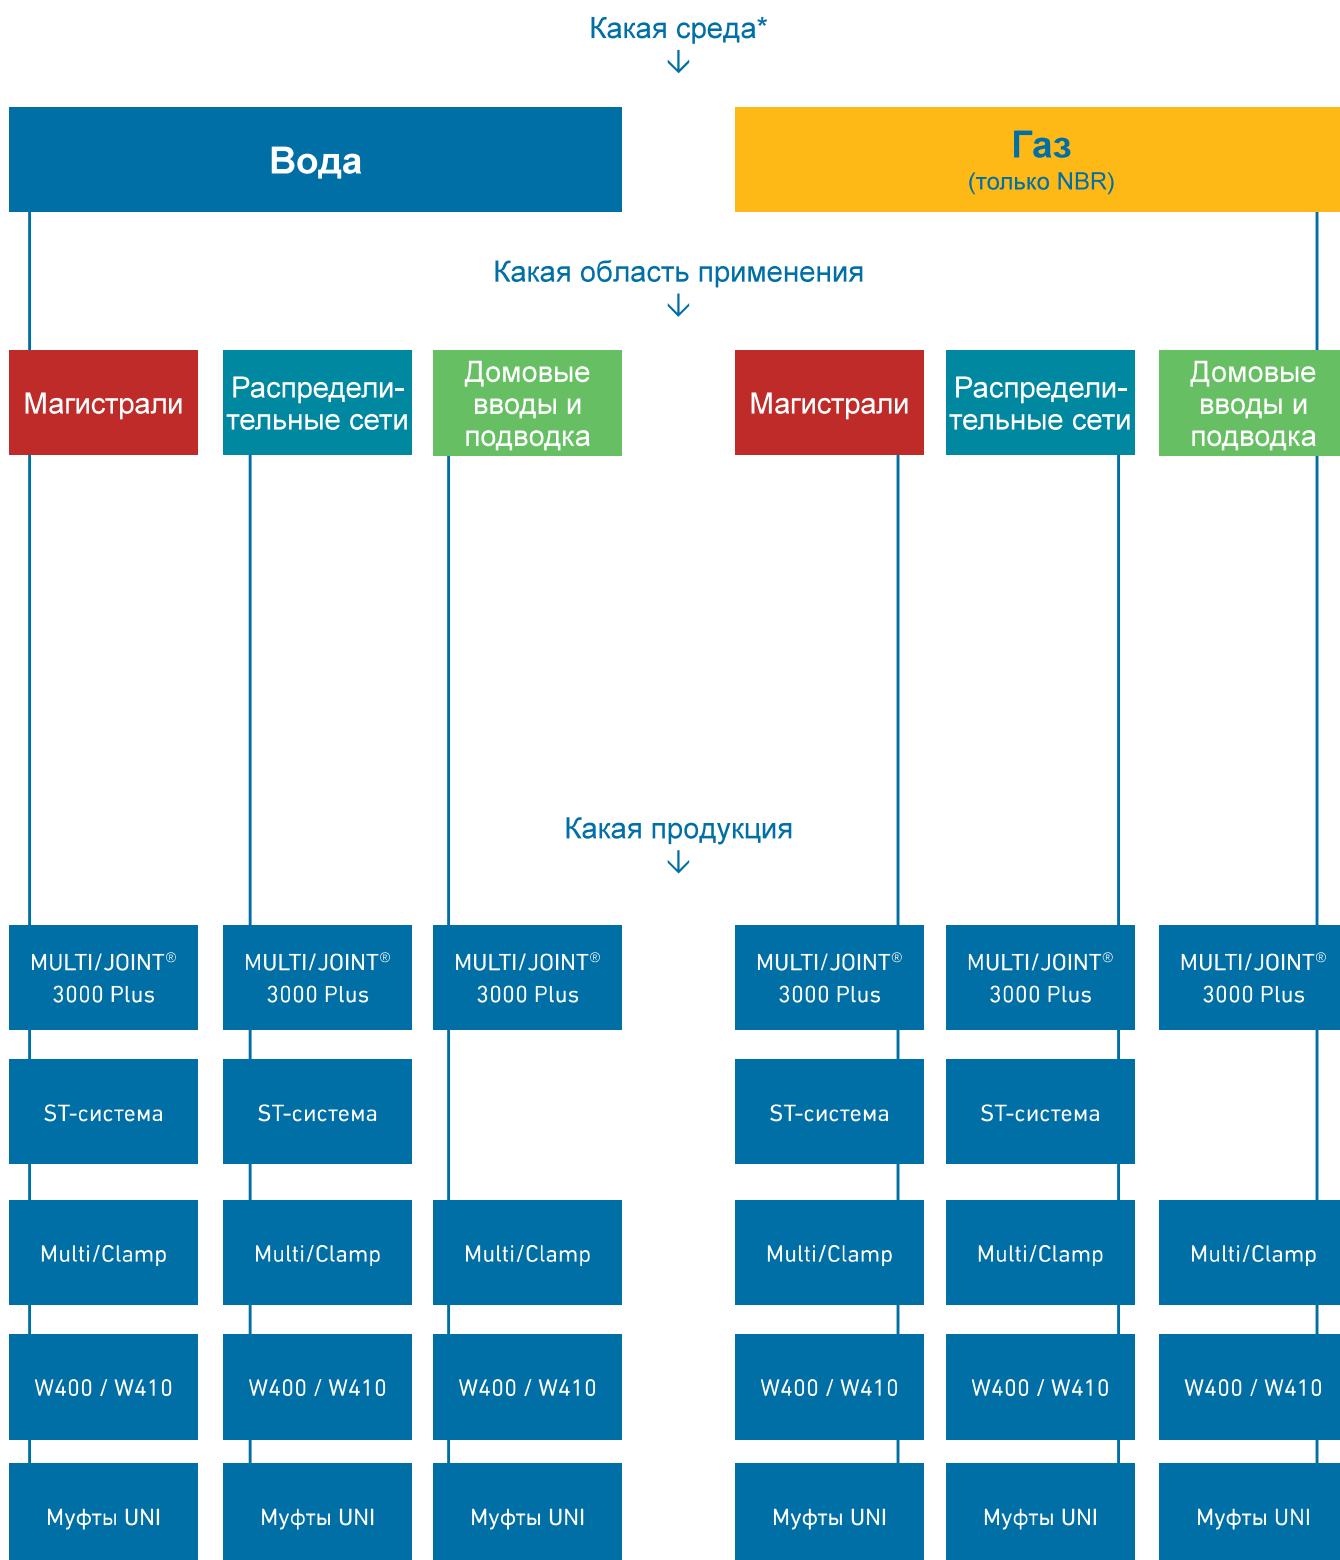 Какая среда*
Вода
Газ
(только NBR)
Какая область применения
Магистрали
Распредели-
тельные сети
Домовые
вводы и
подводка
Магистрали
Распредели-
тельные сети
Домовые
вводы и
подводка
Какая продукция
MULTI/JOINT®
3000 Plus
MULTI/JOINT®
3000 Plus
MULTI/JOINT®
3000 Plus
MULTI/JOINT®
3000 Plus
MULTI/JOINT®
3000 Plus
MULTI/JOINT®
3000 Plus
ST-система
ST-система
ST-система
ST-система
Multi/Clamp
Multi/Clamp
Multi/Clamp
Multi/Clamp
Multi/Clamp
Multi/Clamp
W400 / W410
W400 / W410
W400 / W410
W400 / W410
W400 / W410
W400 / W410
Муфты UNI
Муфты UNI
Муфты UNI
Муфты UNI
Муфты UNI
Муфты UNI